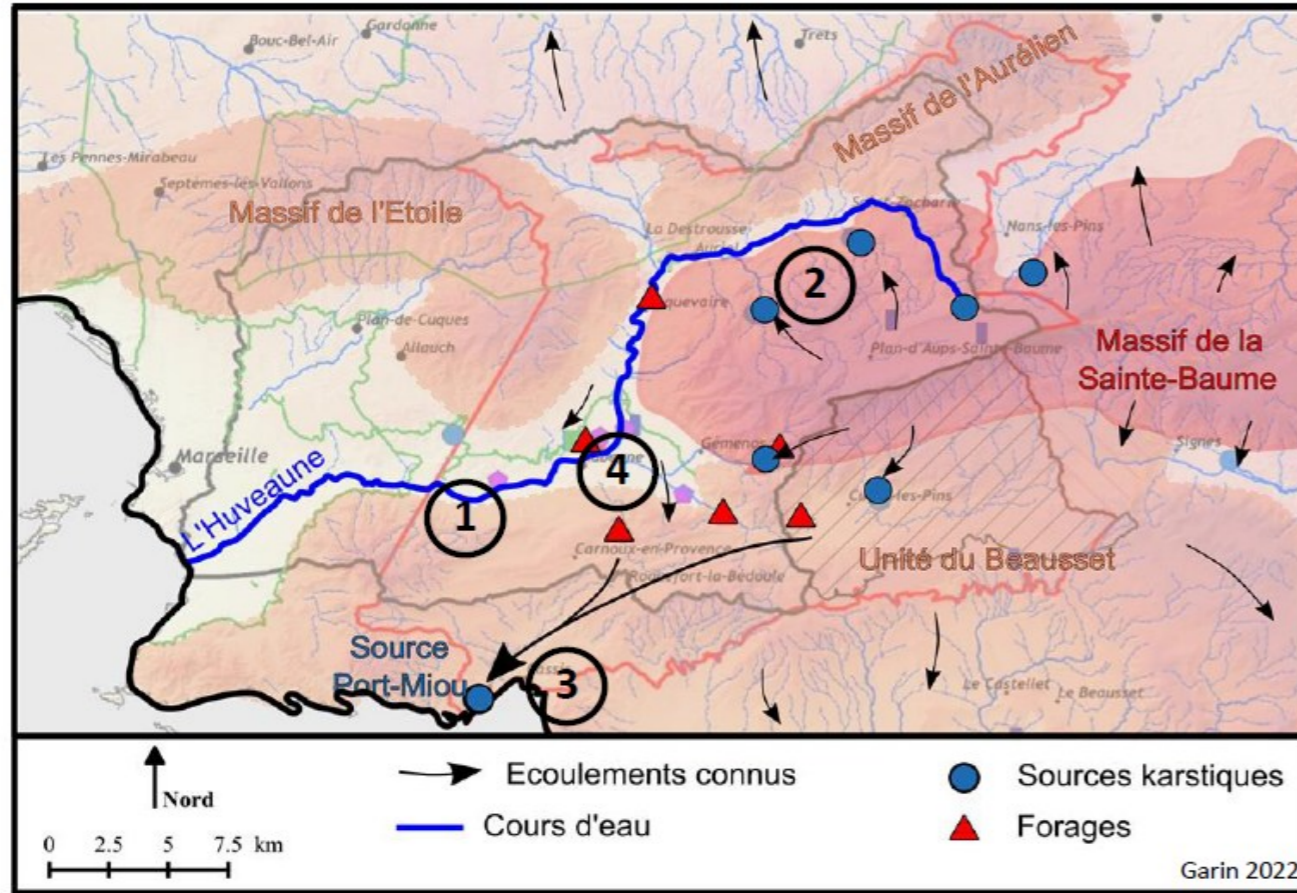 Gardanne
Bouc-Bel-Air
Trets
Massif de l'Aurélien
Les Pennes-Mirabeau
Septèmes-les-Vallons
Massif de l'Etoile
La Destrousse
Nans-les-Pins
2
Plan-de-Cuques
Allauch
Plan-d'Aups-Sainte-Baume
Massif de la
Sainte-Baume
Marseille
Gémenos
Signes
4
L'Huveaune
1
Carnoux-en-Provence
Unité du Beausset
Roquefort-la-Bédoule
Source
Port-Miou
3
Le Castellet
Le Beausset
Nord
0 2.5 5 7.5 km
Ecoulements connus
Cours d'eau
Sources karstiques
Forages
Garin 2022